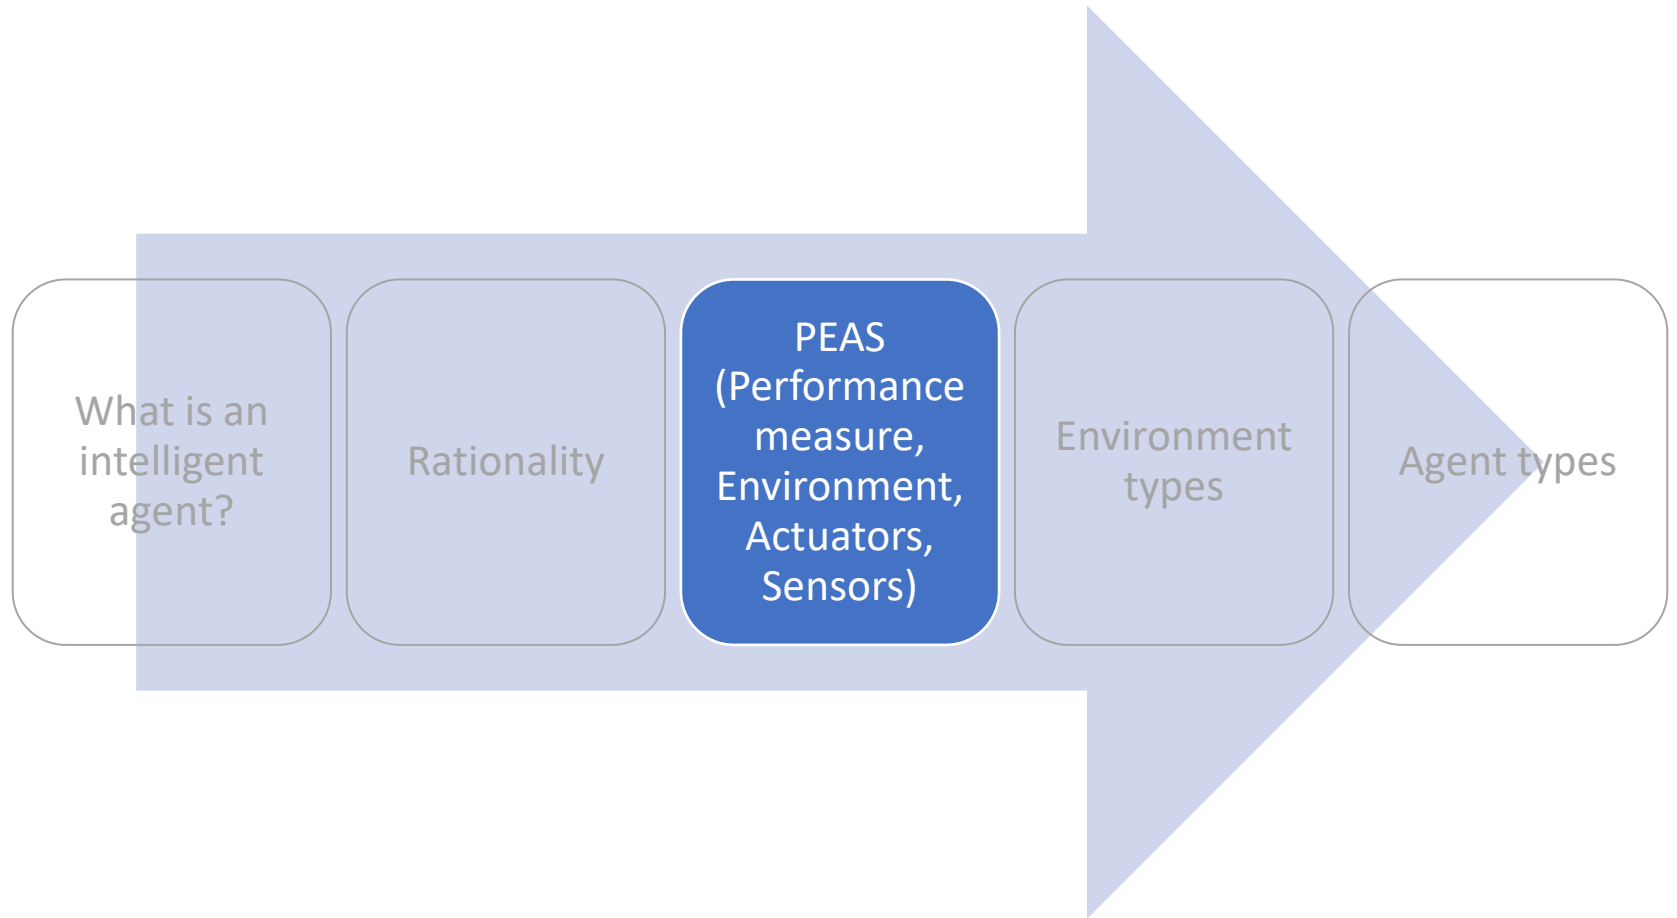 What is an
intelligent
agent?
Rationality
PEAS
(Performance
measure,
Environment,
Actuators,
Sensors)
Environment
types
Agent types